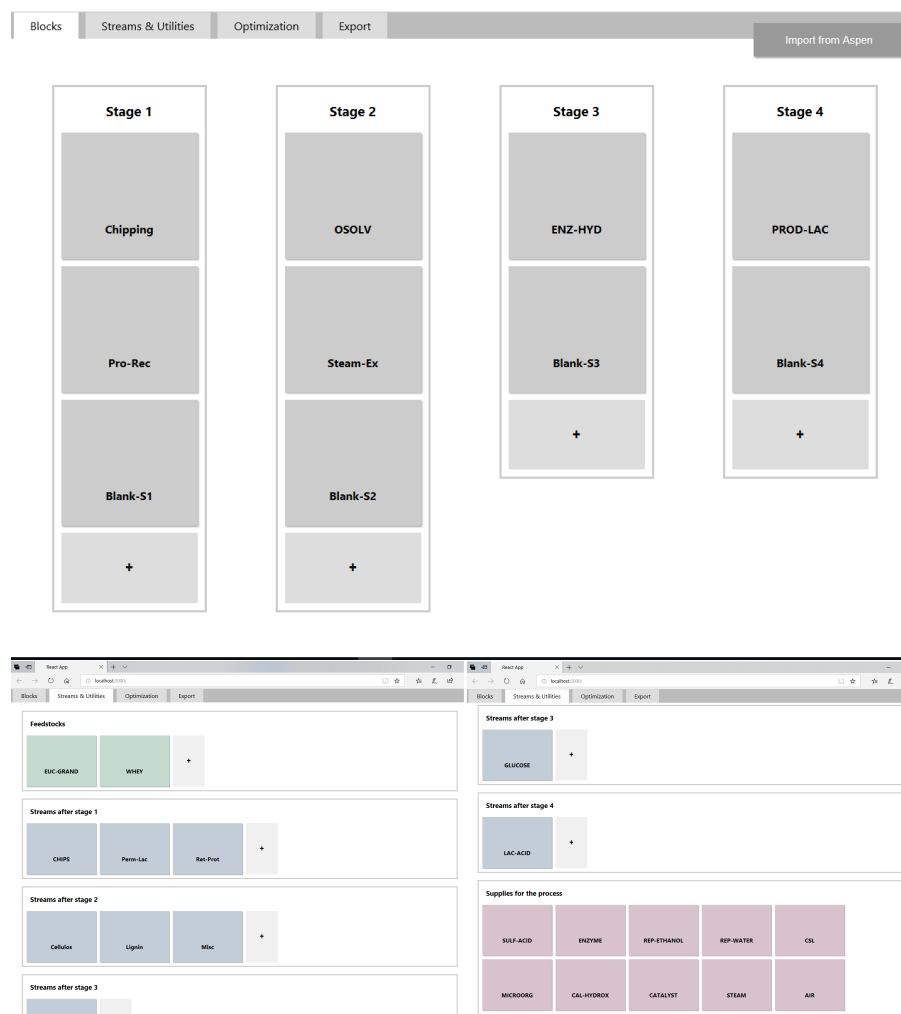 Blocks Streams & Utilities Optimization Export
Import from Aspen
Stage 1 Stage 2 Stage 3 Stage 4
Chipping OSOLV ENZ-HYD PROD-LAC
Pro-Rec Steam-Ex Blank-S3 Blank-S4
+ +
Blank-S1 Blank-S2
+ +
React App
localhost:3000/
Blocks Streams & Utilities Optimization Export
Feedstocks
EUC-GRAND WHEY +
Streams after stage 1
CHIPS Perm-Lac Ret-Prot +
Streams after stage 2
Cellulos Lignin Misc +
Streams after stage 3
React App
localhost:3000/
Blocks Streams & Utilities Optimization Export
Streams after stage 3
GLUCOSE +
Streams after stage 4
LAC-ACID +
Supplies for the process
SULF-ACID ENZYME REP-ETHANOL REP-WATER CSL
MICROORG CAL-HYDROX CATALYST STEAM AIR